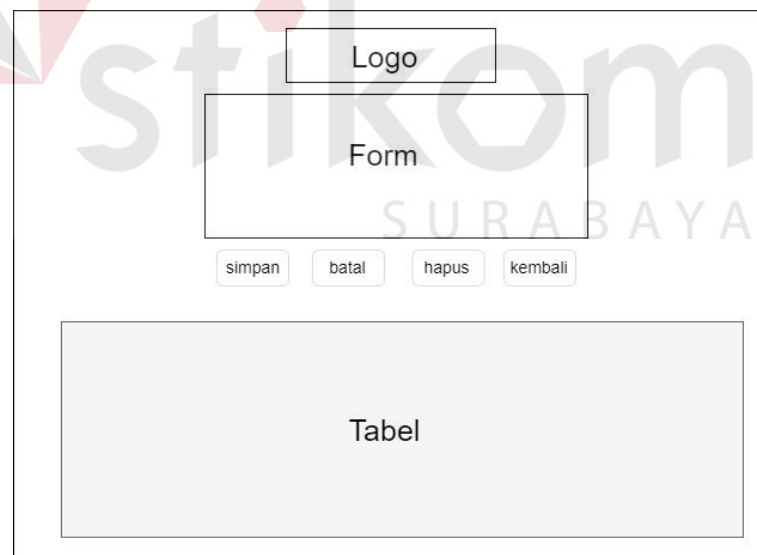 Logo
stikom
Form
SURABAYA
simpan batal hapus kembali
Tabel